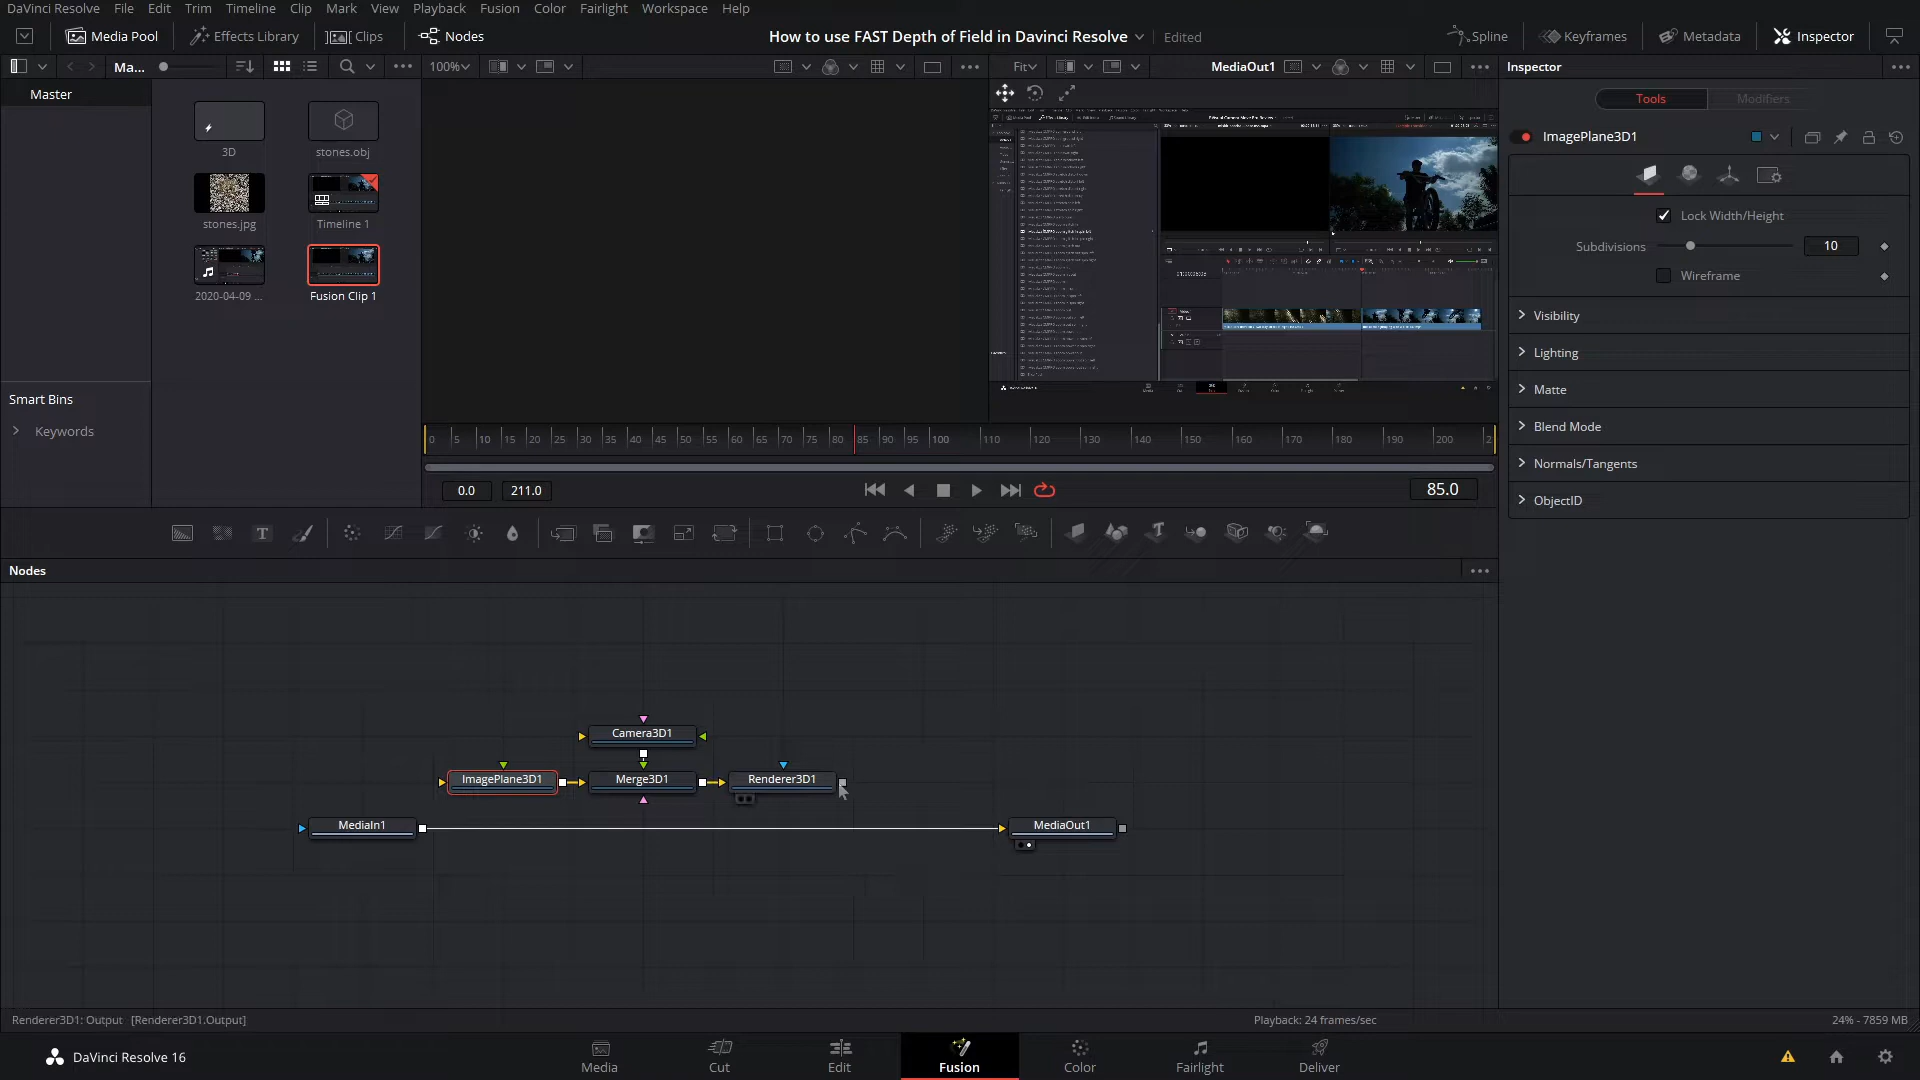 DaVinci Resolve File Edit Trim Timeline Clip Mark View Playback Fusion Color Fairlight Workspace Help
Media Pool Effects Library Clips Nodes How to use FAST Depth of Field in Davinci Resolve Edited Spline Keyframes Metadata Inspector
Ma... 100% Fit MediaOut1 Inspector
Master
Tools Modifiers
ImagePlane3D1
3D stones.obj
stones.jpg Timeline 1
2020-04-09 ... Fusion Clip 1
Lock Width/Height
Subdivisions 10
Wireframe
Visibility
Lighting
Matte
Blend Mode
Normals/Tangents
ObjectID
Smart Bins
Keywords
0 5 10 15 20 25 30 35 40 45 50 55 60 65 70 75 80 85 90 95 100 110 120 130 140 150 160 170 180 190 200 2
0.0 211.0 85.0
Nodes
Camera3D1
ImagePlane3D1 Merge3D1 Renderer3D1
MediaIn1 MediaOut1
Renderer3D1: Output [Renderer3D1.Output] Playback: 24 frames/sec 24% - 7859 MB
DaVinci Resolve 16 Media Cut Edit Fusion Color Fairlight Deliver